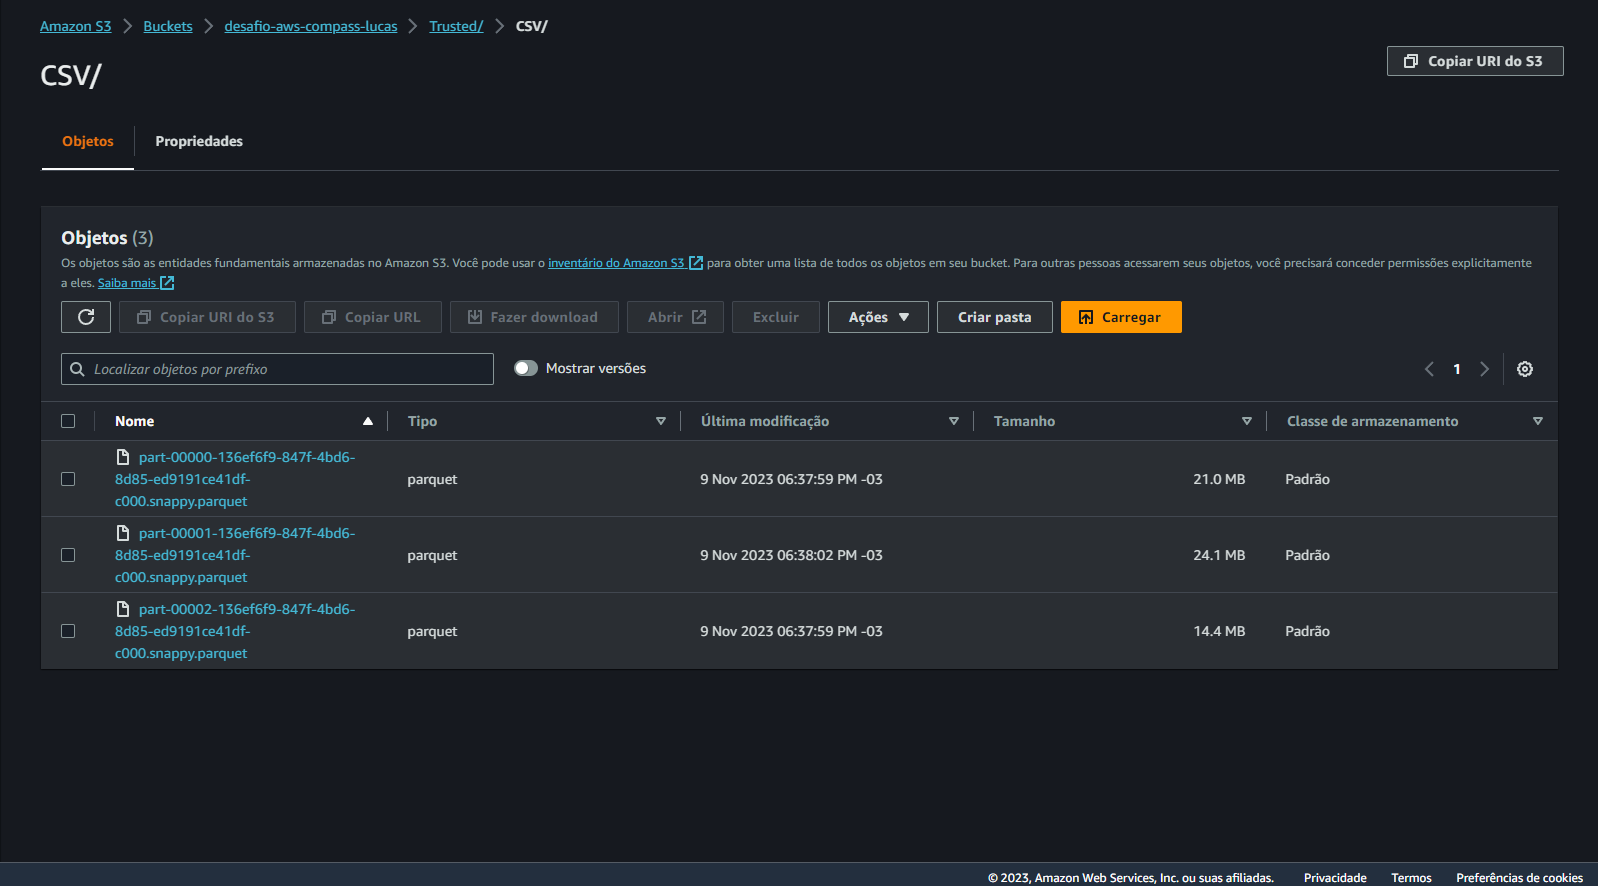 Amazon S3 > Buckets > desafio-aws-compass-lucas > Trusted/ > CSV/
CSV/
Copiar URI do S3
Objetos
Propriedades
Objetos (3)
Os objetos são as entidades fundamentais armazenadas no Amazon S3. Você pode usar o inventário do Amazon S3 para obter uma lista de todos os objetos em seu bucket. Para outras pessoas acessarem seus objetos, você precisará conceder permissões explicitamente
a eles. Saiba mais
Copiar URI do S3
Copiar URL
Fazer download
Abrir
Excluir
Ações
Criar pasta
Carregar
Localizar objetos por prefixo
Mostrar versões
1
Nome
Tipo
Última modificação
Tamanho
Classe de armazenamento
part-00000-136ef6f9-847f-4bd6-
8d85-ed9191ce41df-
c000.snappy.parquet
parquet
9 Nov 2023 06:37:59 PM -03
21.0 MB
Padrão
part-00001-136ef6f9-847f-4bd6-
8d85-ed9191ce41df-
c000.snappy.parquet
parquet
9 Nov 2023 06:38:02 PM -03
24.1 MB
Padrão
part-00002-136ef6f9-847f-4bd6-
8d85-ed9191ce41df-
c000.snappy.parquet
parquet
9 Nov 2023 06:37:59 PM -03
14.4 MB
Padrão
© 2023, Amazon Web Services, Inc. ou suas afiliadas.
Privacidade
Termos
Preferências de cookies